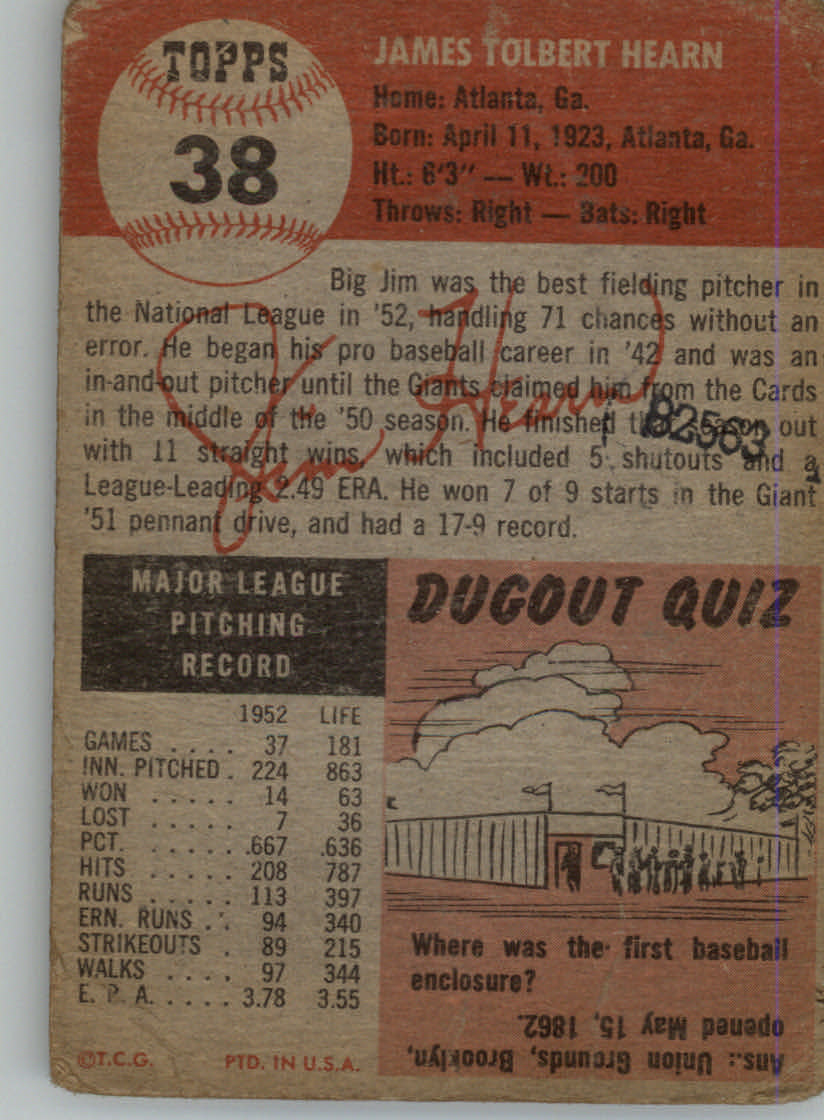 TOPPS
38
JAMES TOLBERT HEARN
Home: Atlanta, Ga.
Born: April 11, 1923, Atlanta, Ga.
Ht.: 6'3" — Wt.: 200
Throws: Right — Bats: Right
Big Jim was the best fielding pitcher in
the National League in '52, handling 71 chances without an
error. He began his pro baseball career in '42 and was an
in-and-out pitcher until the Giants claimed him from the Cards
in the middle of the '50 season. He finished the season out
with 11 straight wins, which included 5 shutouts and a
League-Leading 2.49 ERA. He won 7 of 9 starts in the Giant
'51 pennant drive, and had a 17-9 record.
Jim Hearn
B2563
MAJOR LEAGUE
PITCHING
RECORD
1952 LIFE
GAMES .... 37 181
INN. PITCHED . 224 863
WON ..... 14 63
LOST ..... 7 36
PCT. ...... .667 .636
HITS ..... 208 787
RUNS ..... 113 397
ERN. RUNS .. 94 340
STRIKEOUTS . 89 215
WALKS .... 97 344
E. R. A. ..... 3.78 3.55
©T.C.G. PTD. IN U.S.A.
DUGOUT QUIZ
Where was the first baseball
enclosure?
Ans.: Union Grounds, Brooklyn,
opened May 15, 1862.